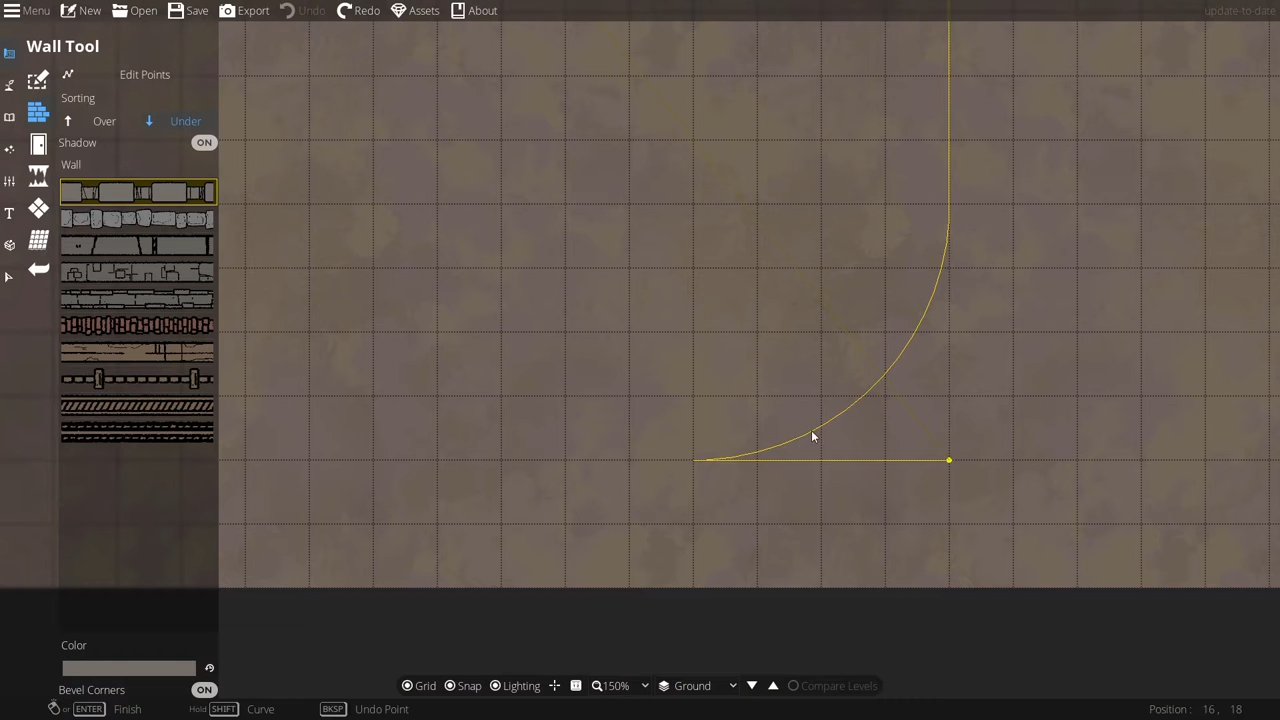 Menu New Open Save Export Undo Redo Assets About update-to-date
Wall Tool
Edit Points
Sorting
Over Under
Shadow ON
Wall
Color
Bevel Corners ON
Grid Snap Lighting 150% Ground Compare Levels
or ENTER Finish Hold SHIFT Curve BKSP Undo Point Position : 16 , 18